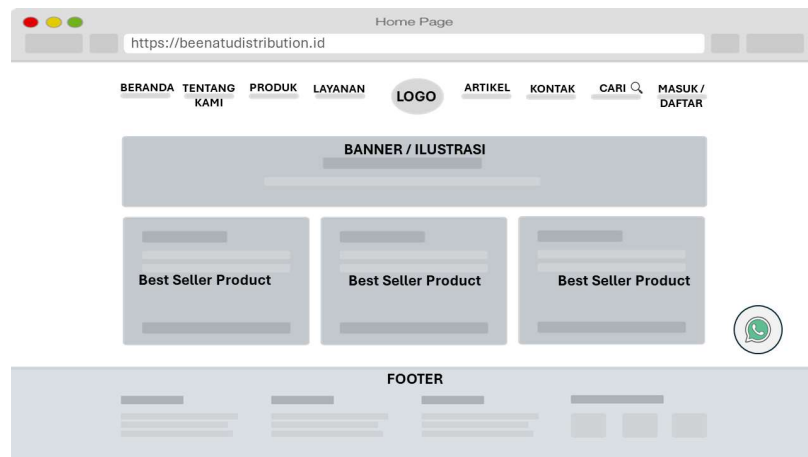 Home Page
https://beenatudistribution.id
BERANDA TENTANG KAMI PRODUK LAYANAN LOGO ARTIKEL KONTAK CARI MASUK / DAFTAR
BANNER / ILUSTRASI
Best Seller Product Best Seller Product Best Seller Product
FOOTER